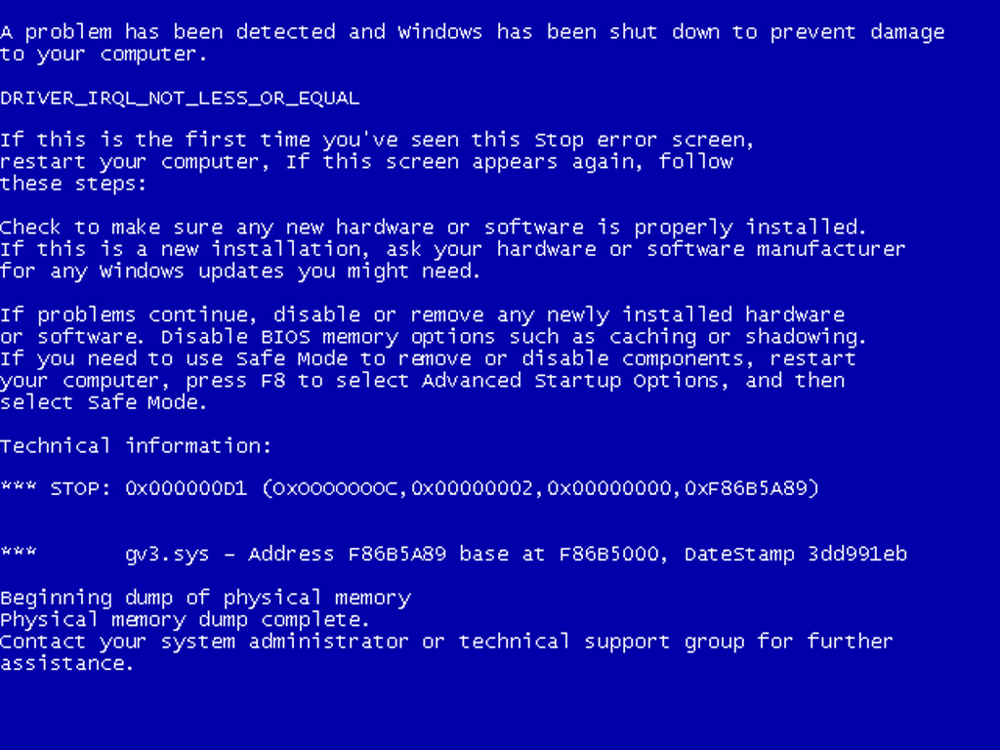 A problem has been detected and Windows has been shut down to prevent damage
to your computer.
DRIVER_IRQL_NOT_LESS_OR_EQUAL
If this is the first time you've seen this Stop error screen,
restart your computer, If this screen appears again, follow
these steps:
Check to make sure any new hardware or software is properly installed.
If this is a new installation, ask your hardware or software manufacturer
for any Windows updates you might need.
If problems continue, disable or remove any newly installed hardware
or software. Disable BIOS memory options such as caching or shadowing.
If you need to use Safe Mode to remove or disable components, restart
your computer, press F8 to select Advanced Startup Options, and then
select Safe Mode.
Technical information:
*** STOP: 0x000000D1 (OxOOOOOOOC,0x00000002,0x00000000,0xF86B5A89)
*** gv3.sys – Address F86B5A89 base at F86B5000, DateStamp 3dd991eb
Beginning dump of physical memory
Physical memory dump complete.
Contact your system administrator or technical support group for further
assistance.